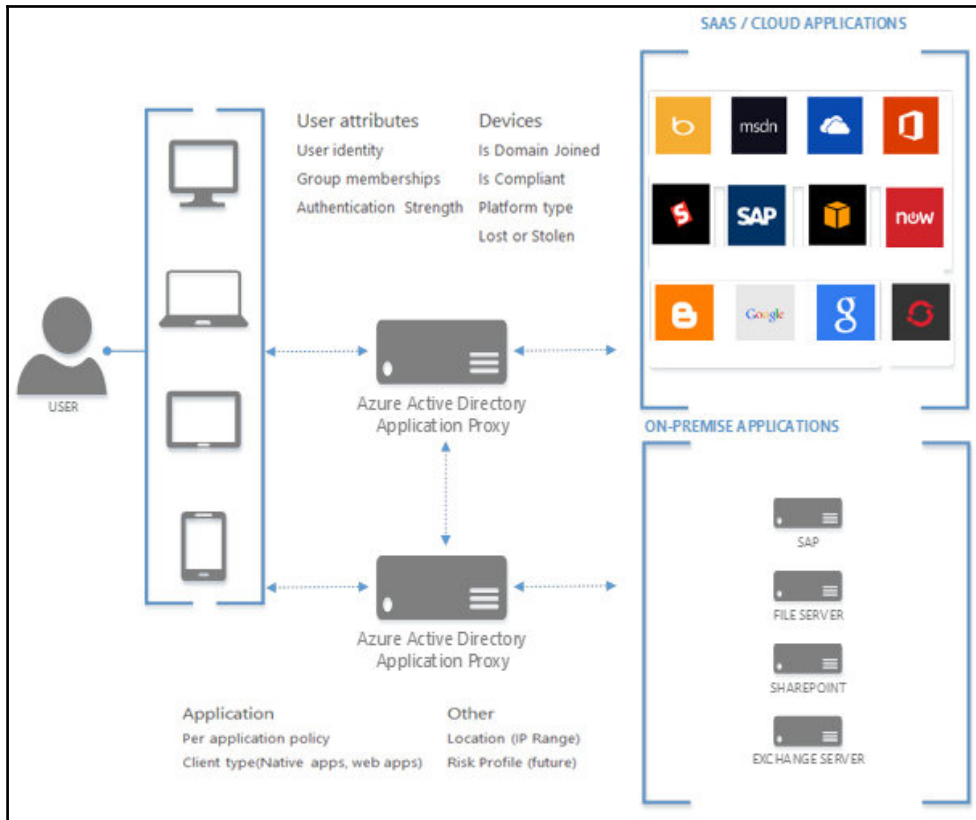 SAAS / CLOUD APPLICATIONS
User attributes
User identity
Group memberships
Authentication Strength
Devices
Is Domain Joined
Is Compliant
Platform type
Lost or Stolen
b
msdn
S
SAP
now
B
Google
g
USER
Azure Active Directory
Application Proxy
ON-PREMISE APPLICATIONS
SAP
FILE SERVER
SHAREPOINT
EXCHANGE SERVER
Azure Active Directory
Application Proxy
Application
Per application policy
Client type(Native apps, web apps)
Other
Location (IP Range)
Risk Profile (future)